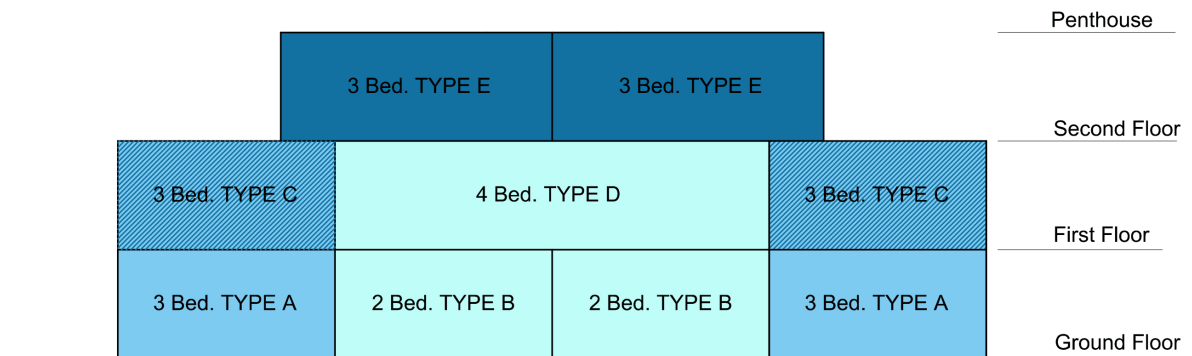 Penthouse
3 Bed. TYPE E
3 Bed. TYPE E
Second Floor
3 Bed. TYPE C
4 Bed. TYPE D
3 Bed. TYPE C
First Floor
3 Bed. TYPE A
2 Bed. TYPE B
2 Bed. TYPE B
3 Bed. TYPE A
Ground Floor